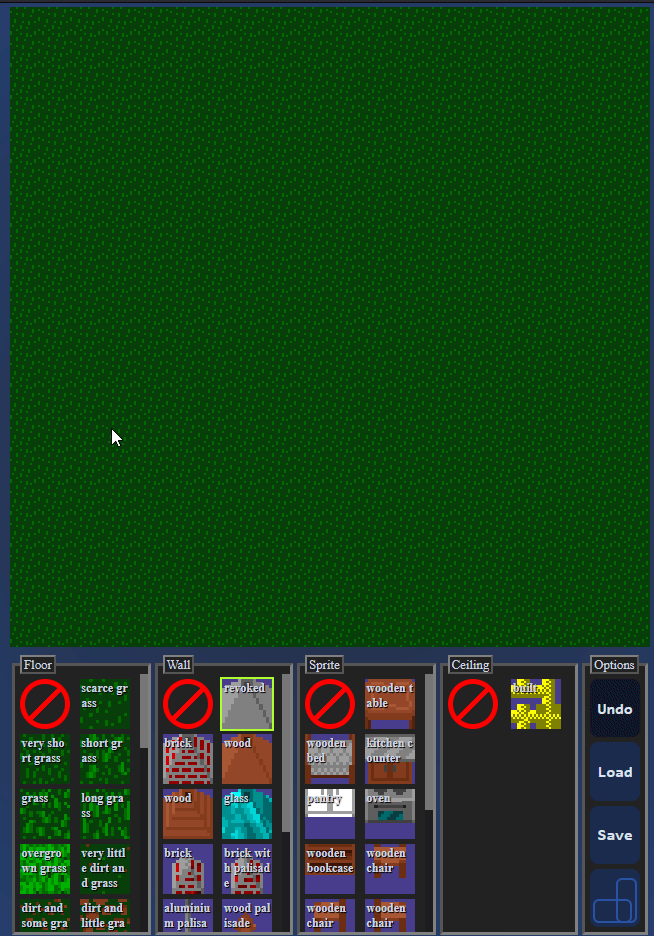 Floor
Wall
Sprite
Ceiling
Options
scarce gr
ass
revoked
wooden t
able
built
Undo
very sho
rt grass
short gr
ass
brick
wood
wooden
bed
kitchen c
ounter
Load
grass
long gra
ss
wood
glass
pantry
oven
Save
overgro
wn grass
very littl
e dirt an
d grass
brick
brick wit
h palisad
e
wooden
bookcase
wooden
chair
dirt and
some gra
dirt and
little gra
aluminiu
m palisa
wood pal
isade
wooden
chair
wooden
chair